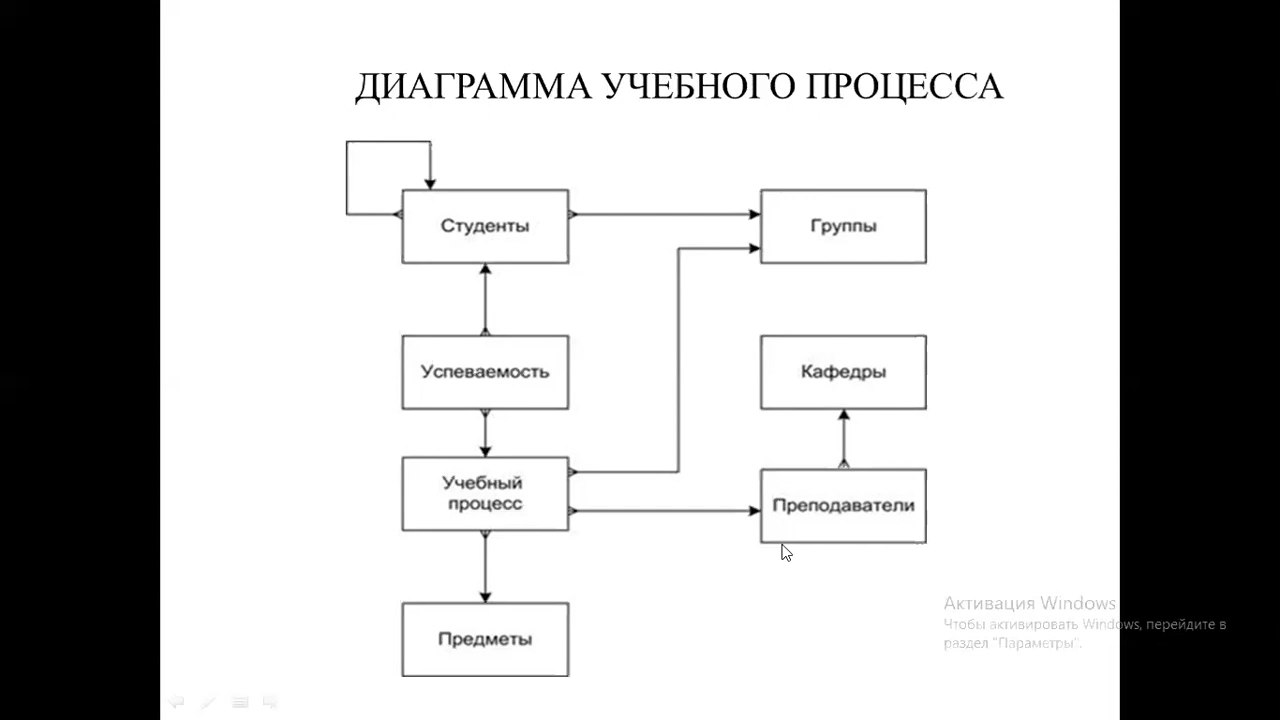 ДИАГРАММА УЧЕБНОГО ПРОЦЕССА
Студенты
Группы
Успеваемость
Кафедры
Учебный
процесс
Преподаватели
Предметы
Активация Windows
Чтобы активировать Windows, перейдите в
раздел "Параметры".